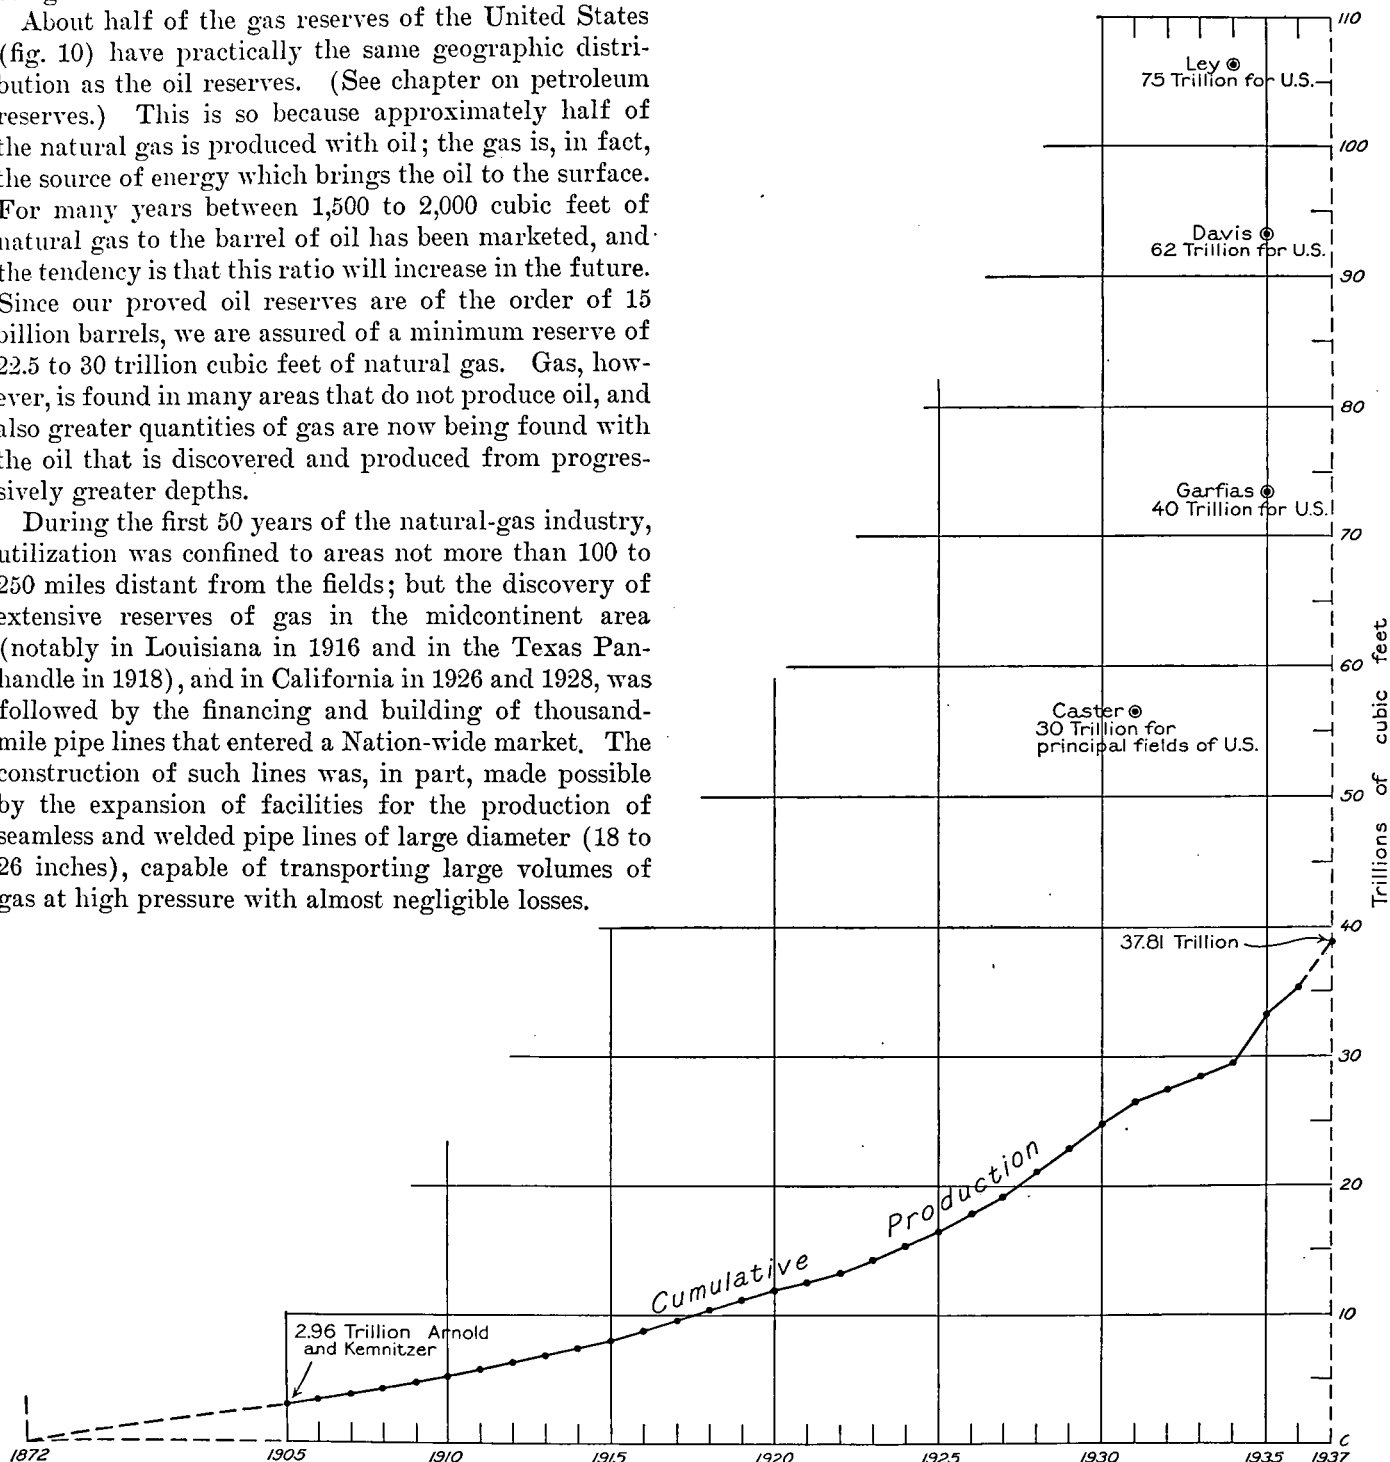 About half of the gas reserves of the United States
(fig. 10) have practically the same geographic distri-
bution as the oil reserves. (See chapter on petroleum
reserves.) This is so because approximately half of
the natural gas is produced with oil; the gas is, in fact,
the source of energy which brings the oil to the surface.
For many years between 1,500 to 2,000 cubic feet of
natural gas to the barrel of oil has been marketed, and
the tendency is that this ratio will increase in the future.
Since our proved oil reserves are of the order of 15
billion barrels, we are assured of a minimum reserve of
22.5 to 30 trillion cubic feet of natural gas. Gas, how-
ever, is found in many areas that do not produce oil, and
also greater quantities of gas are now being found with
the oil that is discovered and produced from progres-
sively greater depths.
During the first 50 years of the natural-gas industry,
utilization was confined to areas not more than 100 to
250 miles distant from the fields; but the discovery of
extensive reserves of gas in the midcontinent area
(notably in Louisiana in 1916 and in the Texas Pan-
handle in 1918), and in California in 1926 and 1928, was
followed by the financing and building of thousand-
mile pipe lines that entered a Nation-wide market. The
construction of such lines was, in part, made possible
by the expansion of facilities for the production of
seamless and welded pipe lines of large diameter (18 to
26 inches), capable of transporting large volumes of
gas at high pressure with almost negligible losses.
110
Ley
75 Trillion for U.S.
100
Davis
62 Trillion for U.S.
90
80
Garfias
40 Trillion for U.S.
70
60
Caster
30 Trillion for
principal fields of U.S.
50
Trillions of cubic feet
40
37.81 Trillion
30
20
Cumulative Production
10
2.96 Trillion Arnold
and Kemnitzer
1872 1905 1910 1915 1920 1925 1930 1935 1937